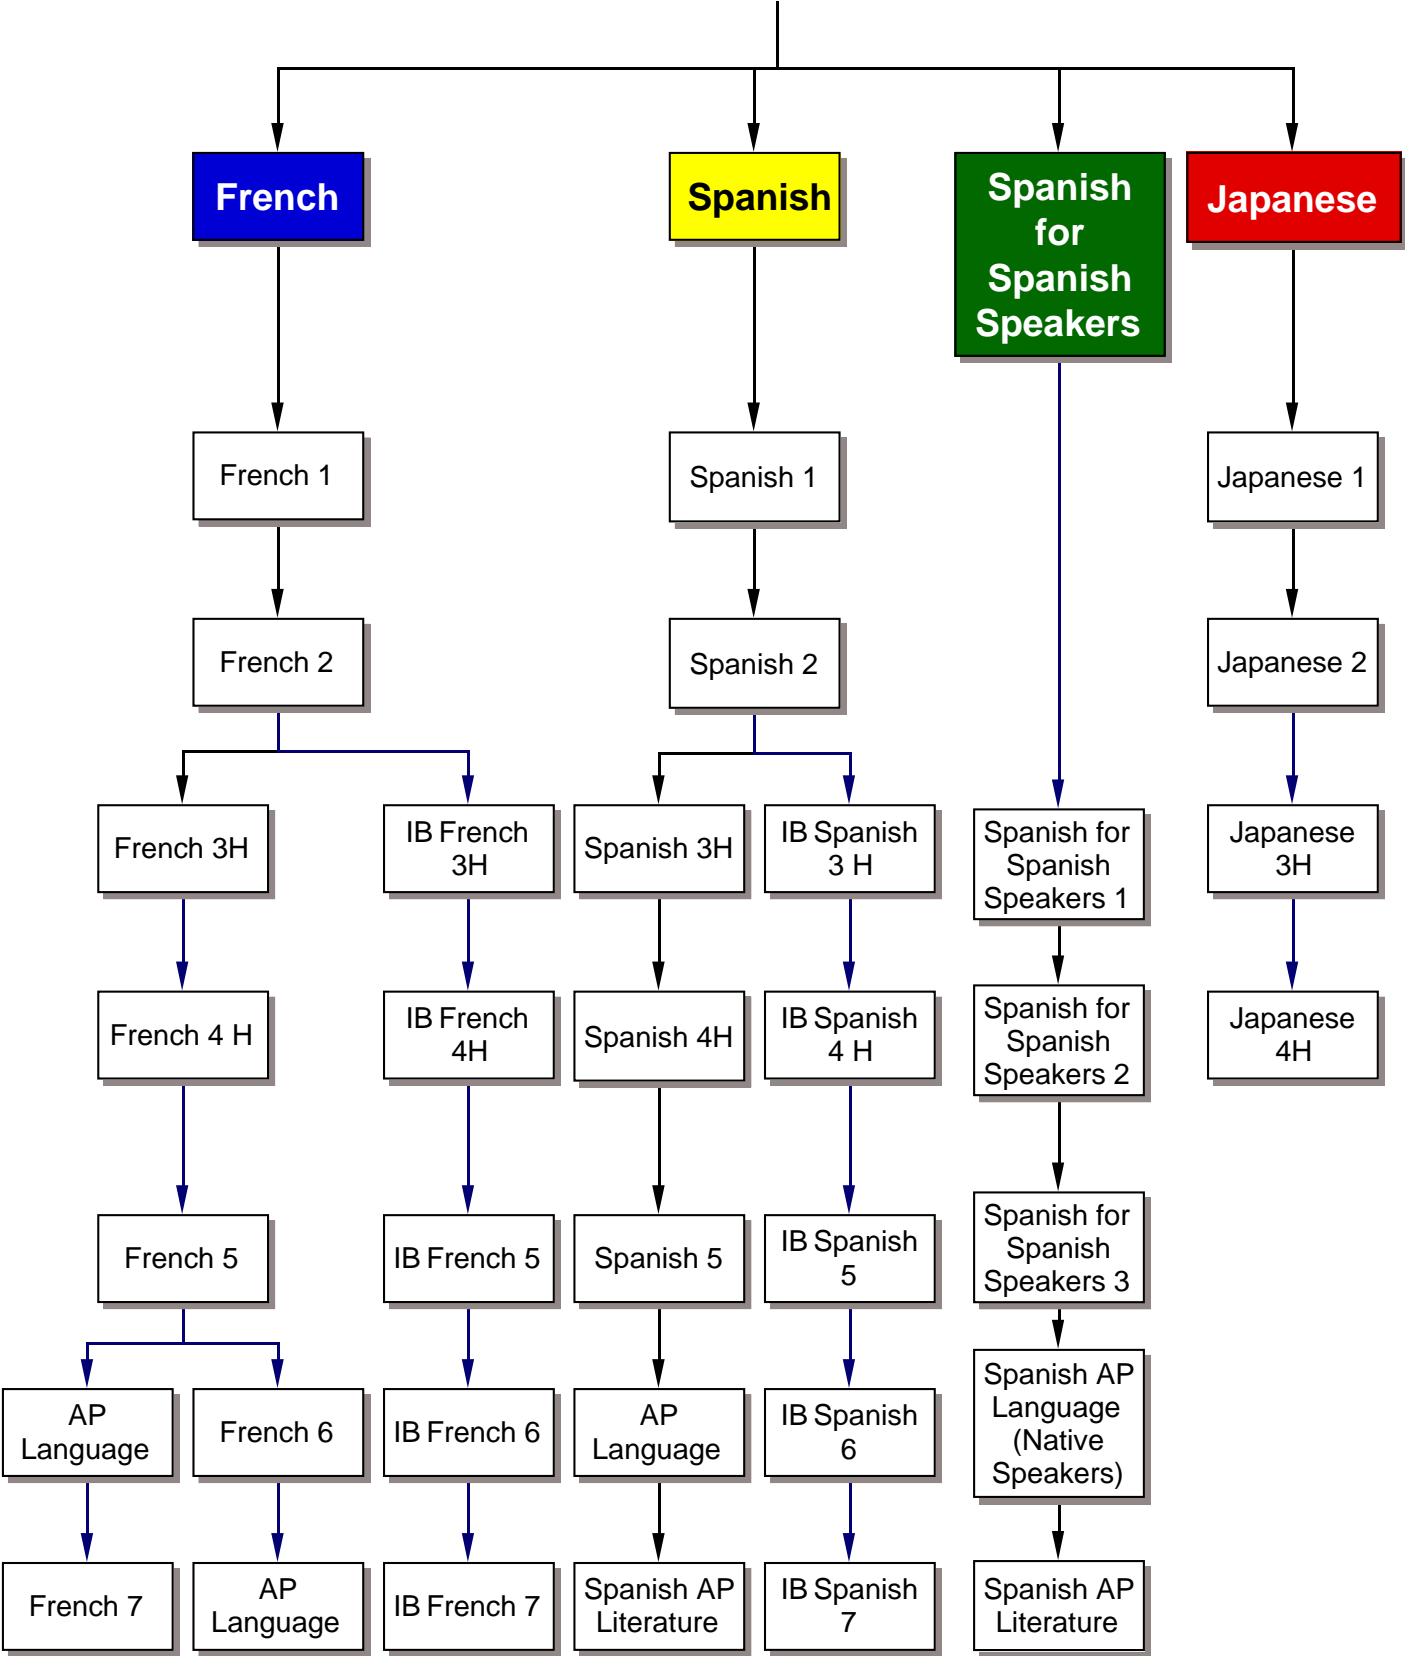 French
Spanish
Spanish
for
Spanish
Speakers
Japanese
French 1
Spanish 1
Japanese 1
French 2
Spanish 2
Japanese 2
French 3H
IB French
3H
Spanish 3H
IB Spanish
3 H
Spanish for
Spanish
Speakers 1
Japanese
3H
French 4 H
IB French
4H
Spanish 4H
IB Spanish
4 H
Spanish for
Spanish
Speakers 2
Japanese
4H
French 5
IB French 5
Spanish 5
IB Spanish
5
Spanish for
Spanish
Speakers 3
AP
Language
French 6
IB French 6
AP
Language
IB Spanish
6
Spanish AP
Language
(Native
Speakers)
French 7
AP
Language
IB French 7
Spanish AP
Literature
IB Spanish
7
Spanish AP
Literature